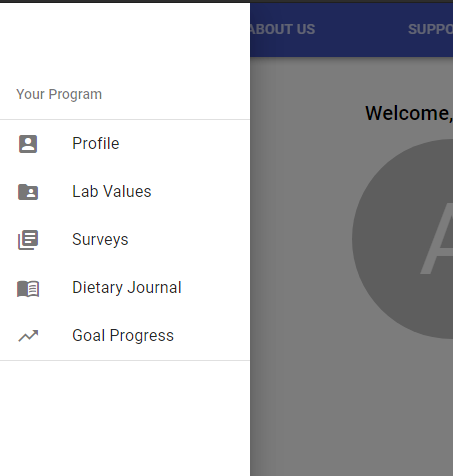 ABOUT US
Your Program
Welcome,
Profile
Lab Values
Surveys
Dietary Journal
Goal Progress
A